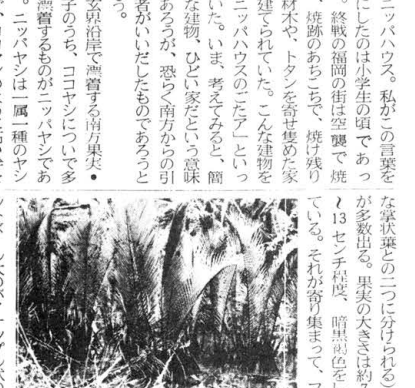 ニッパハウス。私がこの言葉を
にしたのは小学生の頃であっ
。終戦の福岡の街は空襲で焼
、焼跡のあちこちで、焼け残り
材木や、トタンを寄せ集めた家
建てられていた。こんな建物を
ニッパハウスのごたァ」といっ
いた。いま、考えてみると、簡
な建物、ひどい家だという意味
あろうが、恐らく南方からの引
者がいいだしたものであろうと
う。
玄界沿岸で漂着する南方果実・
子のうち、ココヤシについで多
漂着するものがニッパヤシであ
。ニッパヤシは一属一種のヤシ
な掌状葉との二つに分けられる）
が多数出る。果実の大きさは約
〜13センチ程度、暗黒褐色を
ている。それが寄り集まって、